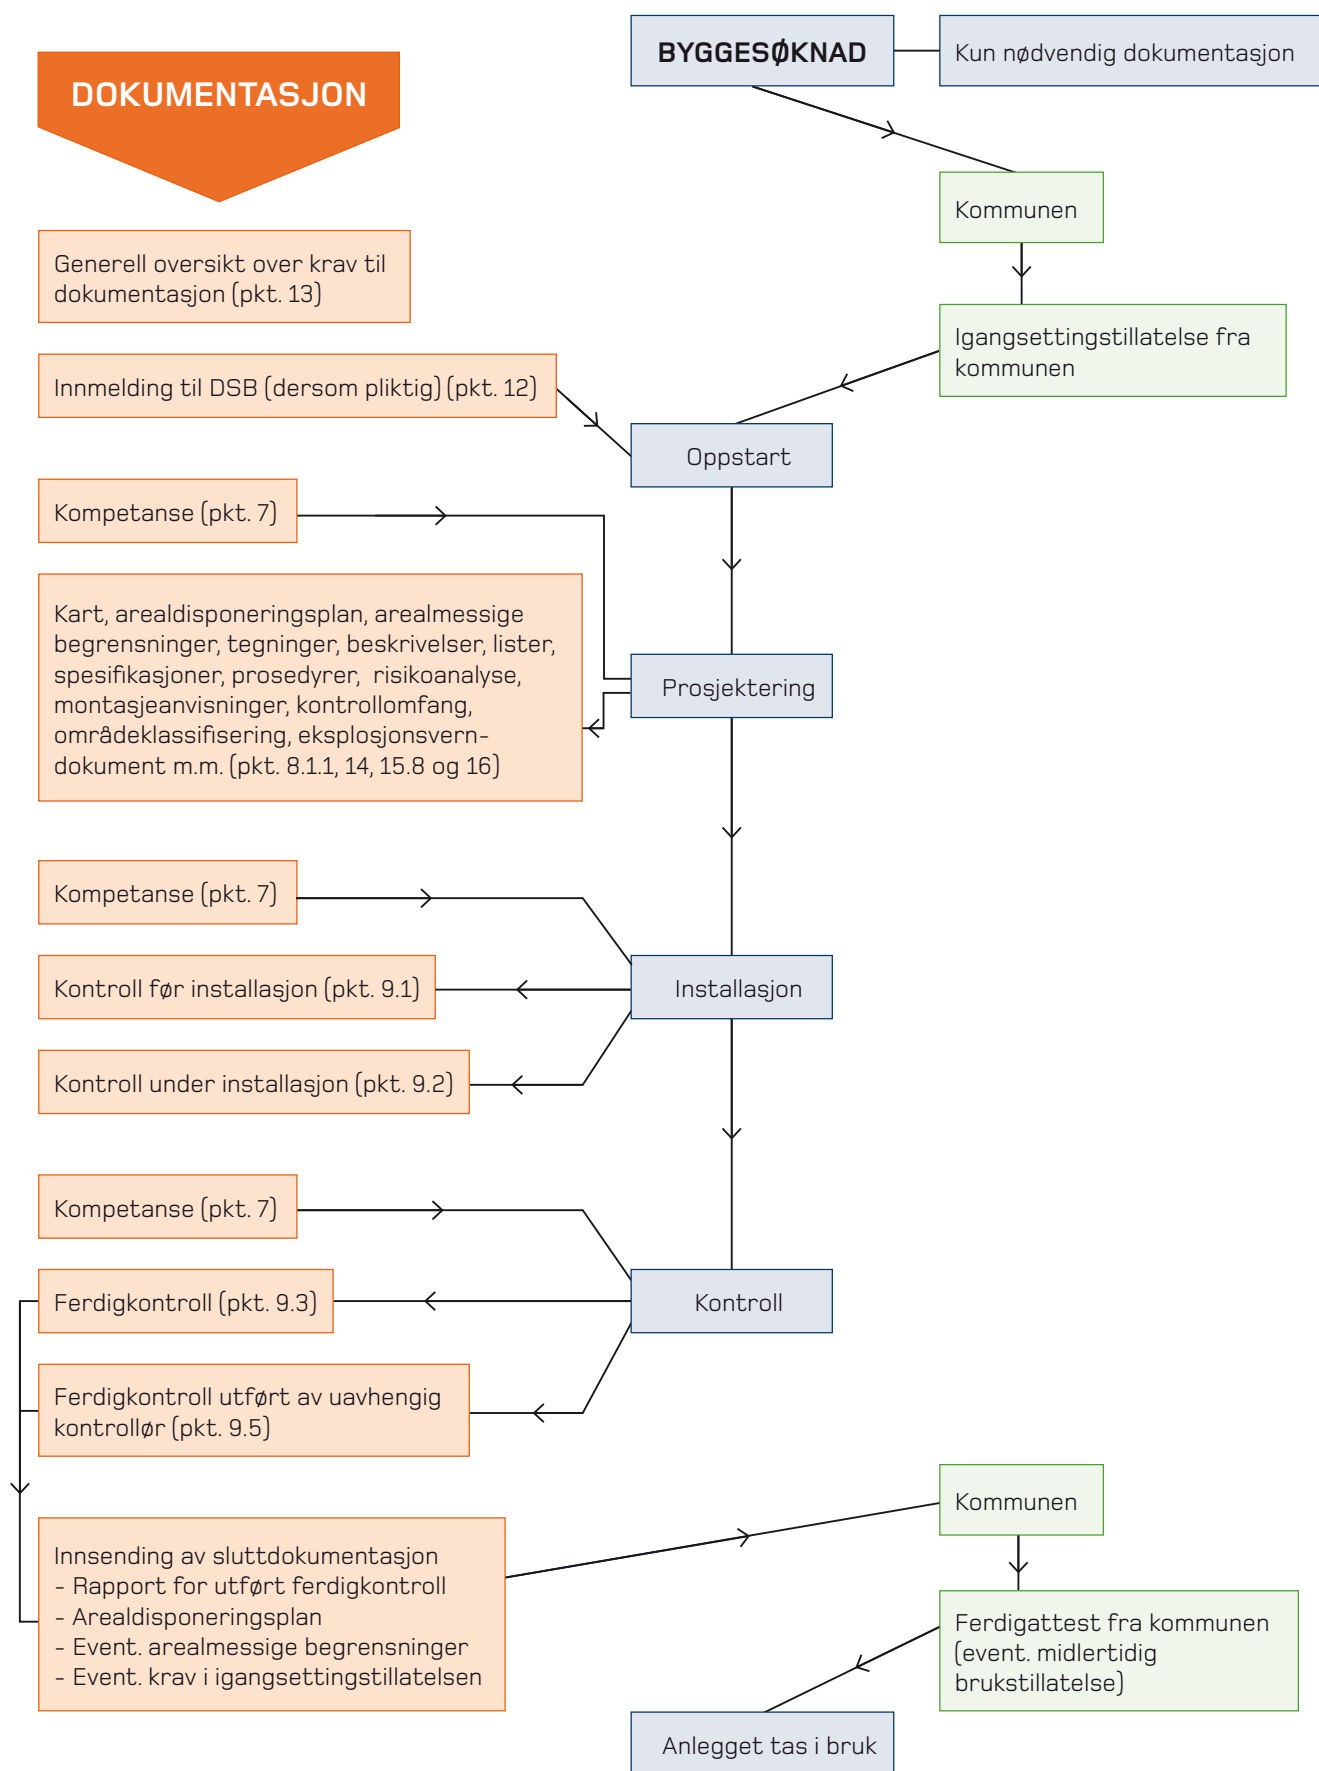 BYGGESØKNAD
Kun nødvendig dokumentasjon
DOKUMENTASJON
Kommunen
Generell oversikt over krav til
dokumentasjon (pkt. 13)
Igangsettingstillatelse fra
kommunen
Innmelding til DSB (dersom pliktig) (pkt. 12)
Oppstart
Kompetanse (pkt. 7)
Kart, arealdisponeringsplan, arealmessige
begrensninger, tegninger, beskrivelser, lister,
spesifikasjoner, prosedyrer, risikoanalyse,
montasjeanvisninger, kontrollomfang,
områdeklassifisering, eksplosjonsvern-
dokument m.m. (pkt. 8.1.1, 14, 15.8 og 16)
Prosjektering
Kompetanse (pkt. 7)
Kontroll før installasjon (pkt. 9.1)
Installasjon
Kontroll under installasjon (pkt. 9.2)
Kompetanse (pkt. 7)
Ferdigkontroll (pkt. 9.3)
Kontroll
Ferdigkontroll utført av uavhengig
kontrollør (pkt. 9.5)
Kommunen
Innsending av sluttdokumentasjon
- Rapport for utført ferdigkontroll
- Arealdisponeringsplan
- Event. arealmessige begrensninger
- Event. krav i igangsettingstillatelsen
Ferdigattest fra kommunen
(event. midlertidig
brukstillatelse)
Anlegget tas i bruk